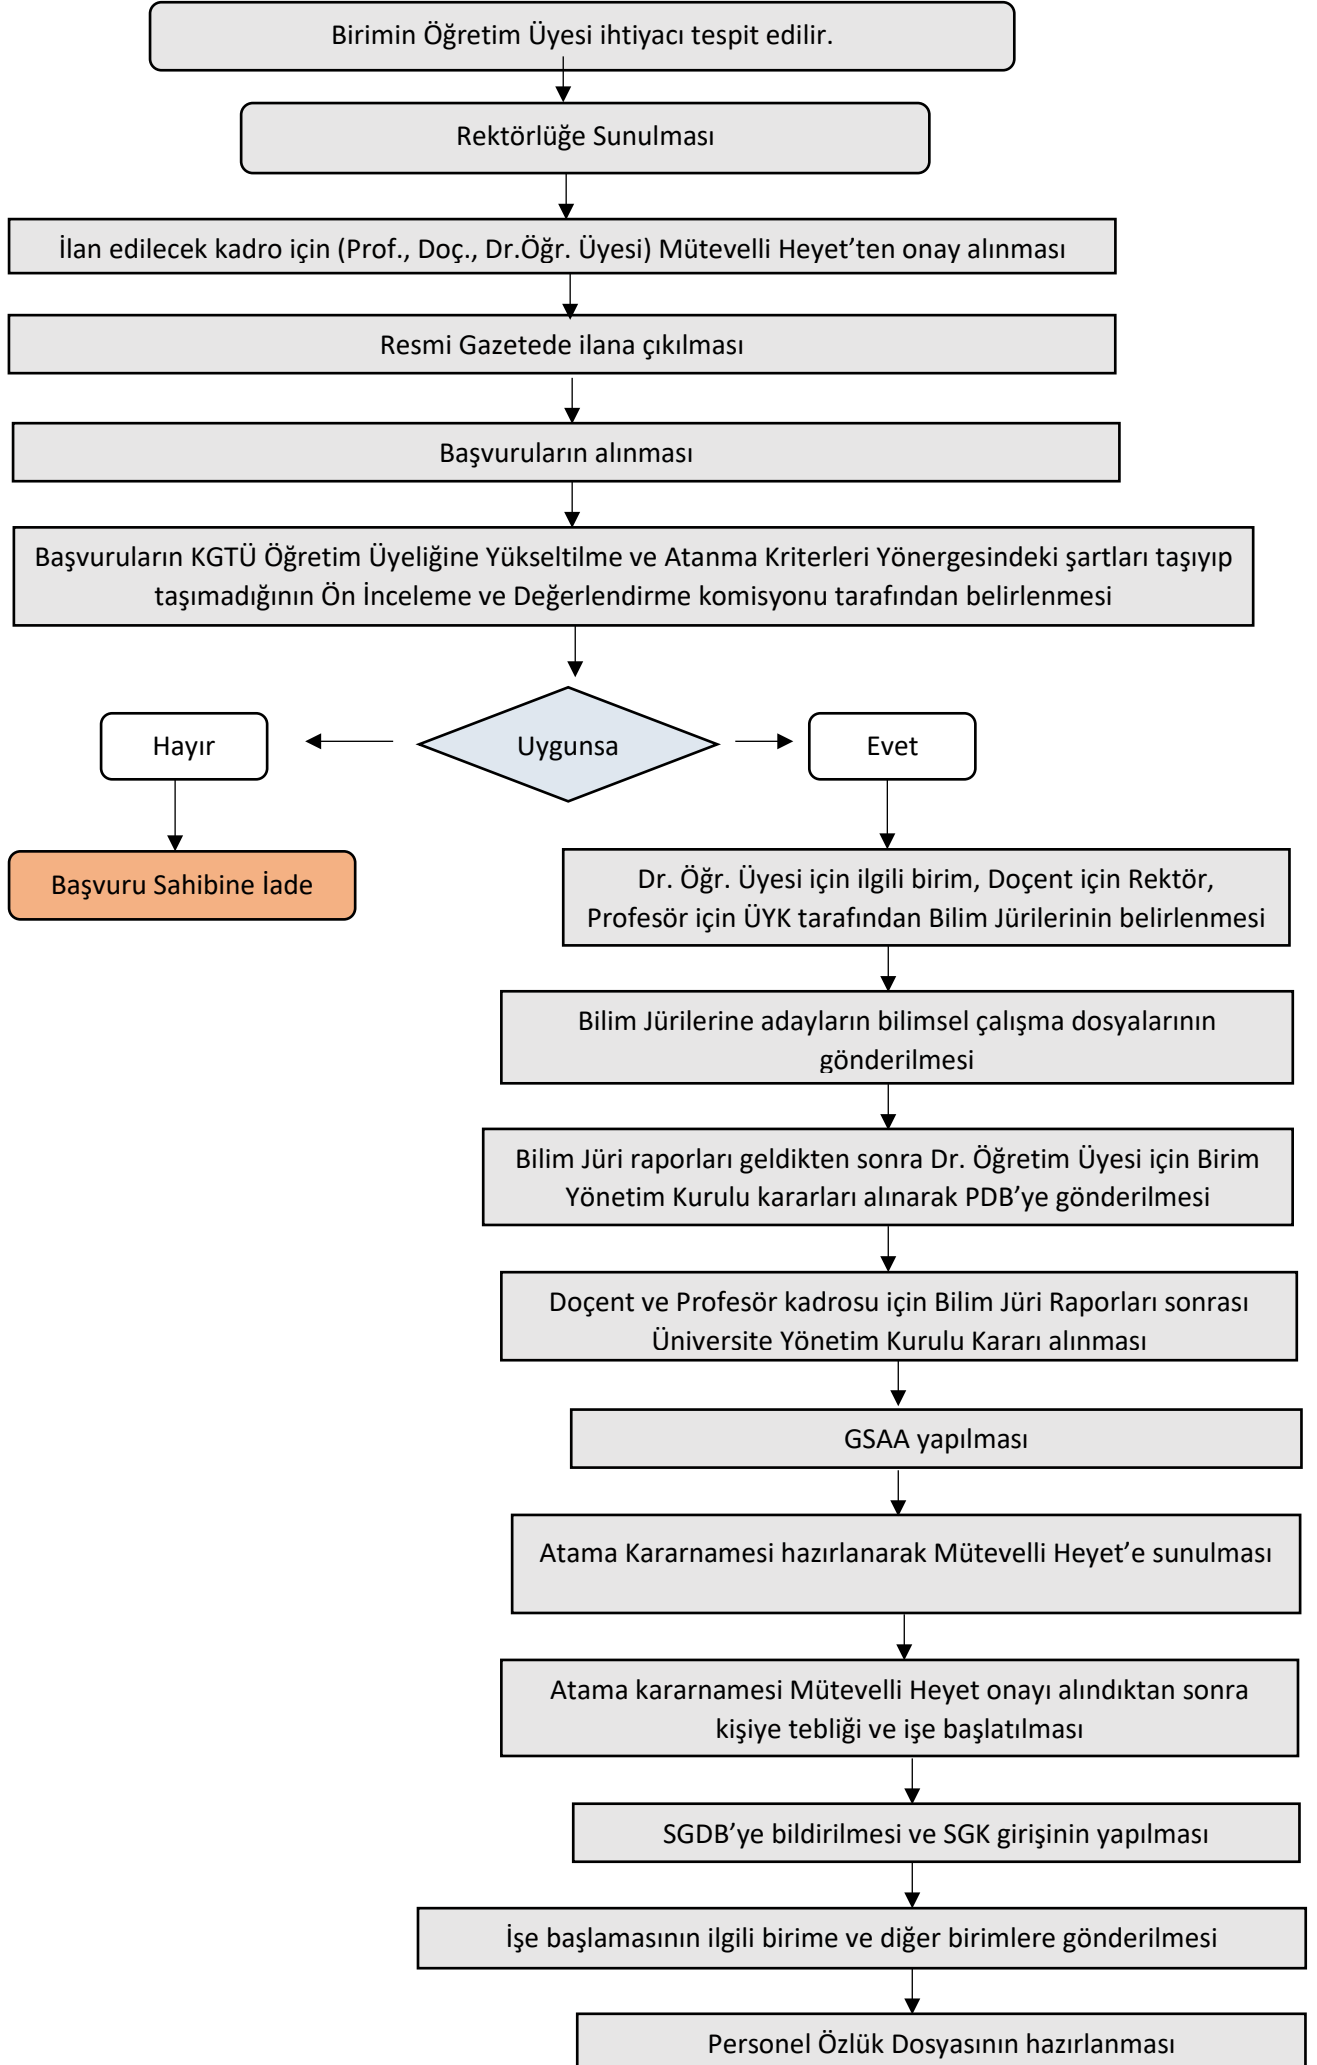 Birimin Öğretim Üyesi ihtiyacı tespit edilir.
Rektörlüğe Sunulması
İlan edilecek kadro için (Prof., Doç., Dr.Öğr. Üyesi) Mütevelli Heyet’ten onay alınması
Resmi Gazetede ilana çıkılması
Başvuruların alınması
Başvuruların KGTÜ Öğretim Üyeliğine Yükseltilme ve Atanma Kriterleri Yönergesindeki şartları taşıyıp
taşımadığının Ön İnceleme ve Değerlendirme komisyonu tarafından belirlenmesi
Hayır
Uygunsa
Evet
Başvuru Sahibine İade
Dr. Öğr. Üyesi için ilgili birim, Doçent için Rektör,
Profesör için ÜYK tarafından Bilim Jürilerinin belirlenmesi
Bilim Jürilerine adayların bilimsel çalışma dosyalarının
gönderilmesi
Bilim Jüri raporları geldikten sonra Dr. Öğretim Üyesi için Birim
Yönetim Kurulu kararları alınarak PDB’ye gönderilmesi
Doçent ve Profesör kadrosu için Bilim Jüri Raporları sonrası
Üniversite Yönetim Kurulu Kararı alınması
GSAA yapılması
Atama Kararnamesi hazırlanarak Mütevelli Heyet’e sunulması
Atama kararnamesi Mütevelli Heyet onayı alındıktan sonra
kişiye tebliği ve işe başlatılması
SGDB’ye bildirilmesi ve SGK girişinin yapılması
İşe başlamasının ilgili birime ve diğer birimlere gönderilmesi
Personel Özlük Dosyasının hazırlanması